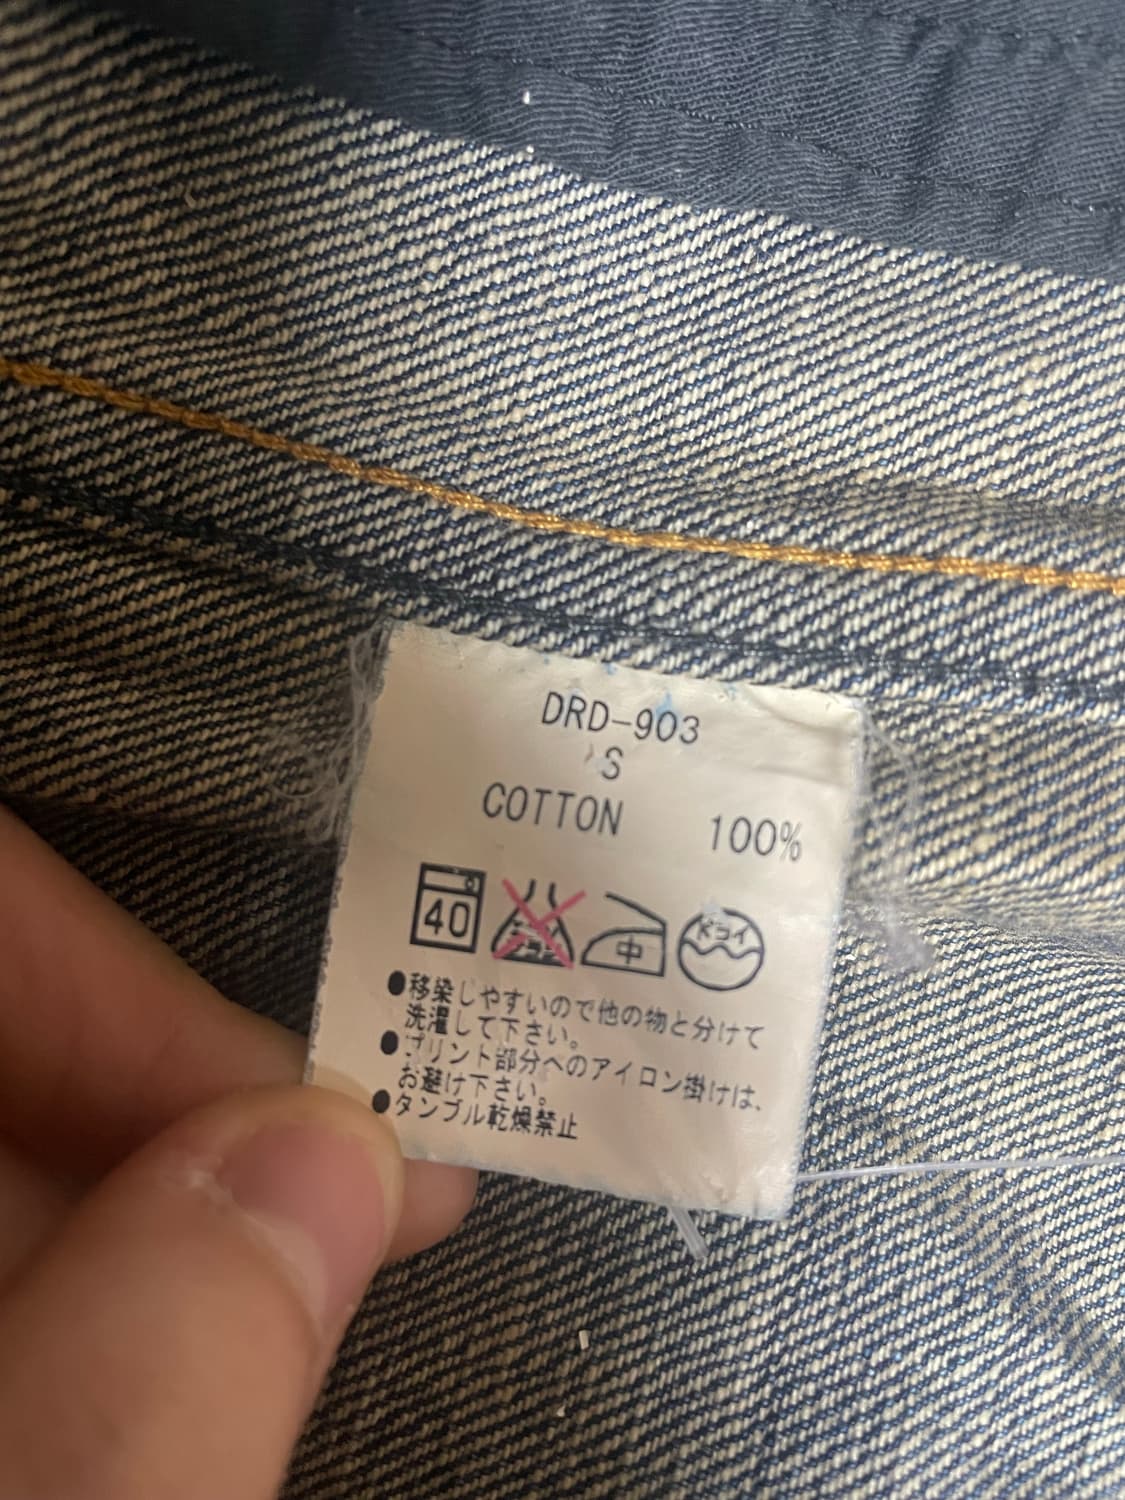 DRD-903
S
COTTON 100%
40 中 ドライ
●移染しやすいので他の物と分けて
洗濯して下さい。
●プリント部分へのアイロン掛けは、
お避け下さい。
●タンブル乾燥禁止